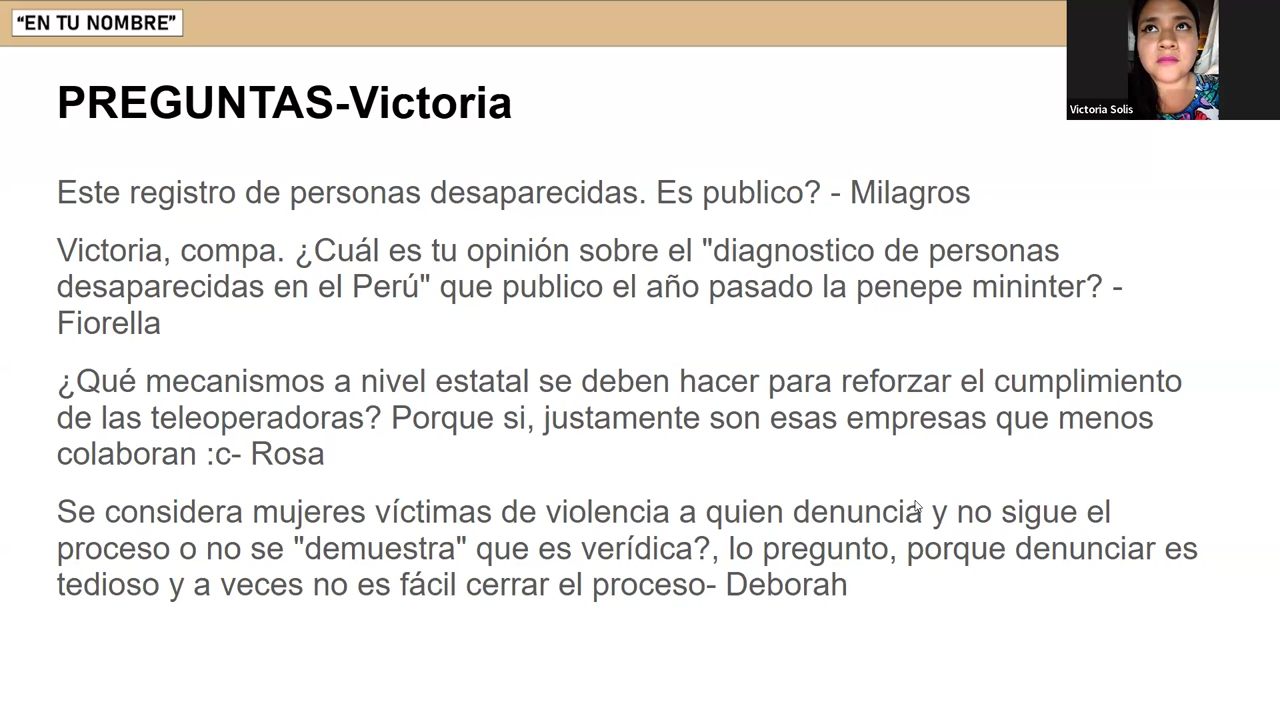 “EN TU NOMBRE”
Victoria Solis
PREGUNTAS-Victoria
Este registro de personas desaparecidas. Es publico? - Milagros
Victoria, compa. ¿Cuál es tu opinión sobre el "diagnostico de personas
desaparecidas en el Perú" que publico el año pasado la penepe mininter? -
Fiorella
¿Qué mecanismos a nivel estatal se deben hacer para reforzar el cumplimiento
de las teleoperadoras? Porque si, justamente son esas empresas que menos
colaboran :c- Rosa
Se considera mujeres víctimas de violencia a quien denuncia y no sigue el
proceso o no se "demuestra" que es verídica?, lo pregunto, porque denunciar es
tedioso y a veces no es fácil cerrar el proceso- Deborah